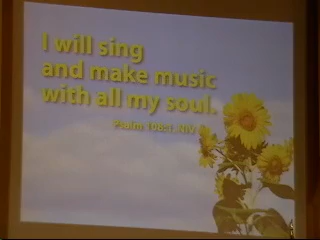 I will sing
and make music
with all my soul.
Psalm 108:1, NIV